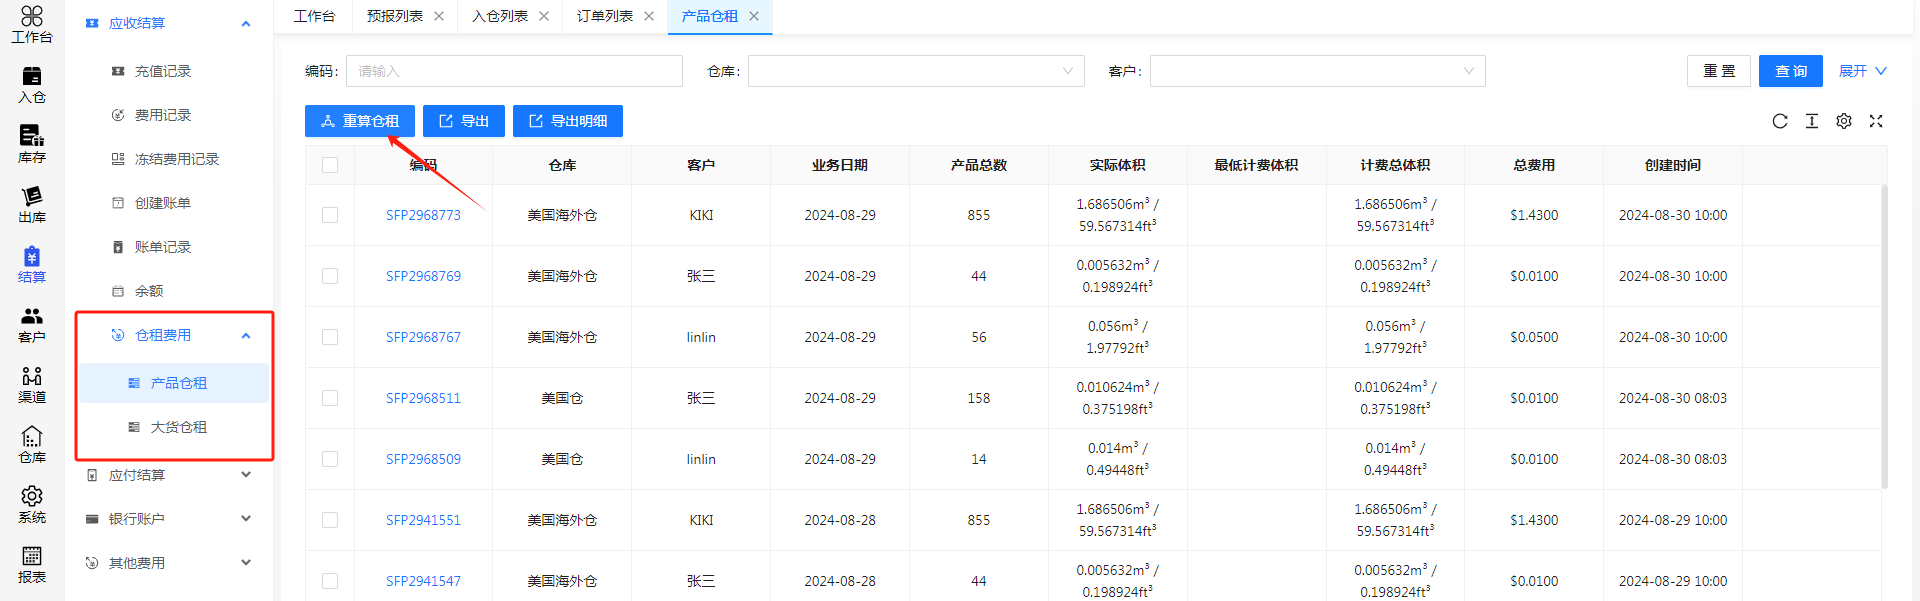 工作台
入仓
库存
出库
结算
客户
渠道
仓库
系统
报表
应收结算
充值记录
费用记录
冻结费用记录
创建账单
账单记录
余额
仓租费用
产品仓租
大货仓租
应付结算
银行账户
其他费用
工作台 预报列表 入仓列表 订单列表 产品仓租
编码: 请输入 仓库: 客户: 重置 查询 展开
重算仓租 导出 导出明细
编码 仓库 客户 业务日期 产品总数 实际体积 最低计费体积 计费总体积 总费用 创建时间
SFP2968773 美国海外仓 KIKI 2024-08-29 855 1.686506m³ / 59.567314ft³ 1.686506m³ / 59.567314ft³ $1.4300 2024-08-30 10:00
SFP2968769 美国海外仓 张三 2024-08-29 44 0.005632m³ / 0.198924ft³ 0.005632m³ / 0.198924ft³ $0.0100 2024-08-30 10:00
SFP2968767 美国海外仓 linlin 2024-08-29 56 0.056m³ / 1.97792ft³ 0.056m³ / 1.97792ft³ $0.0500 2024-08-30 10:00
SFP2968511 美国仓 张三 2024-08-29 158 0.010624m³ / 0.375198ft³ 0.010624m³ / 0.375198ft³ $0.0100 2024-08-30 08:03
SFP2968509 美国仓 linlin 2024-08-29 14 0.014m³ / 0.49448ft³ 0.014m³ / 0.49448ft³ $0.0100 2024-08-30 08:03
SFP2941551 美国海外仓 KIKI 2024-08-28 855 1.686506m³ / 59.567314ft³ 1.686506m³ / 59.567314ft³ $1.4300 2024-08-29 10:00
SFP2941547 美国海外仓 张三 2024-08-28 44 0.005632m³ / 0.198924ft³ 0.005632m³ / 0.198924ft³ $0.0100 2024-08-29 10:00